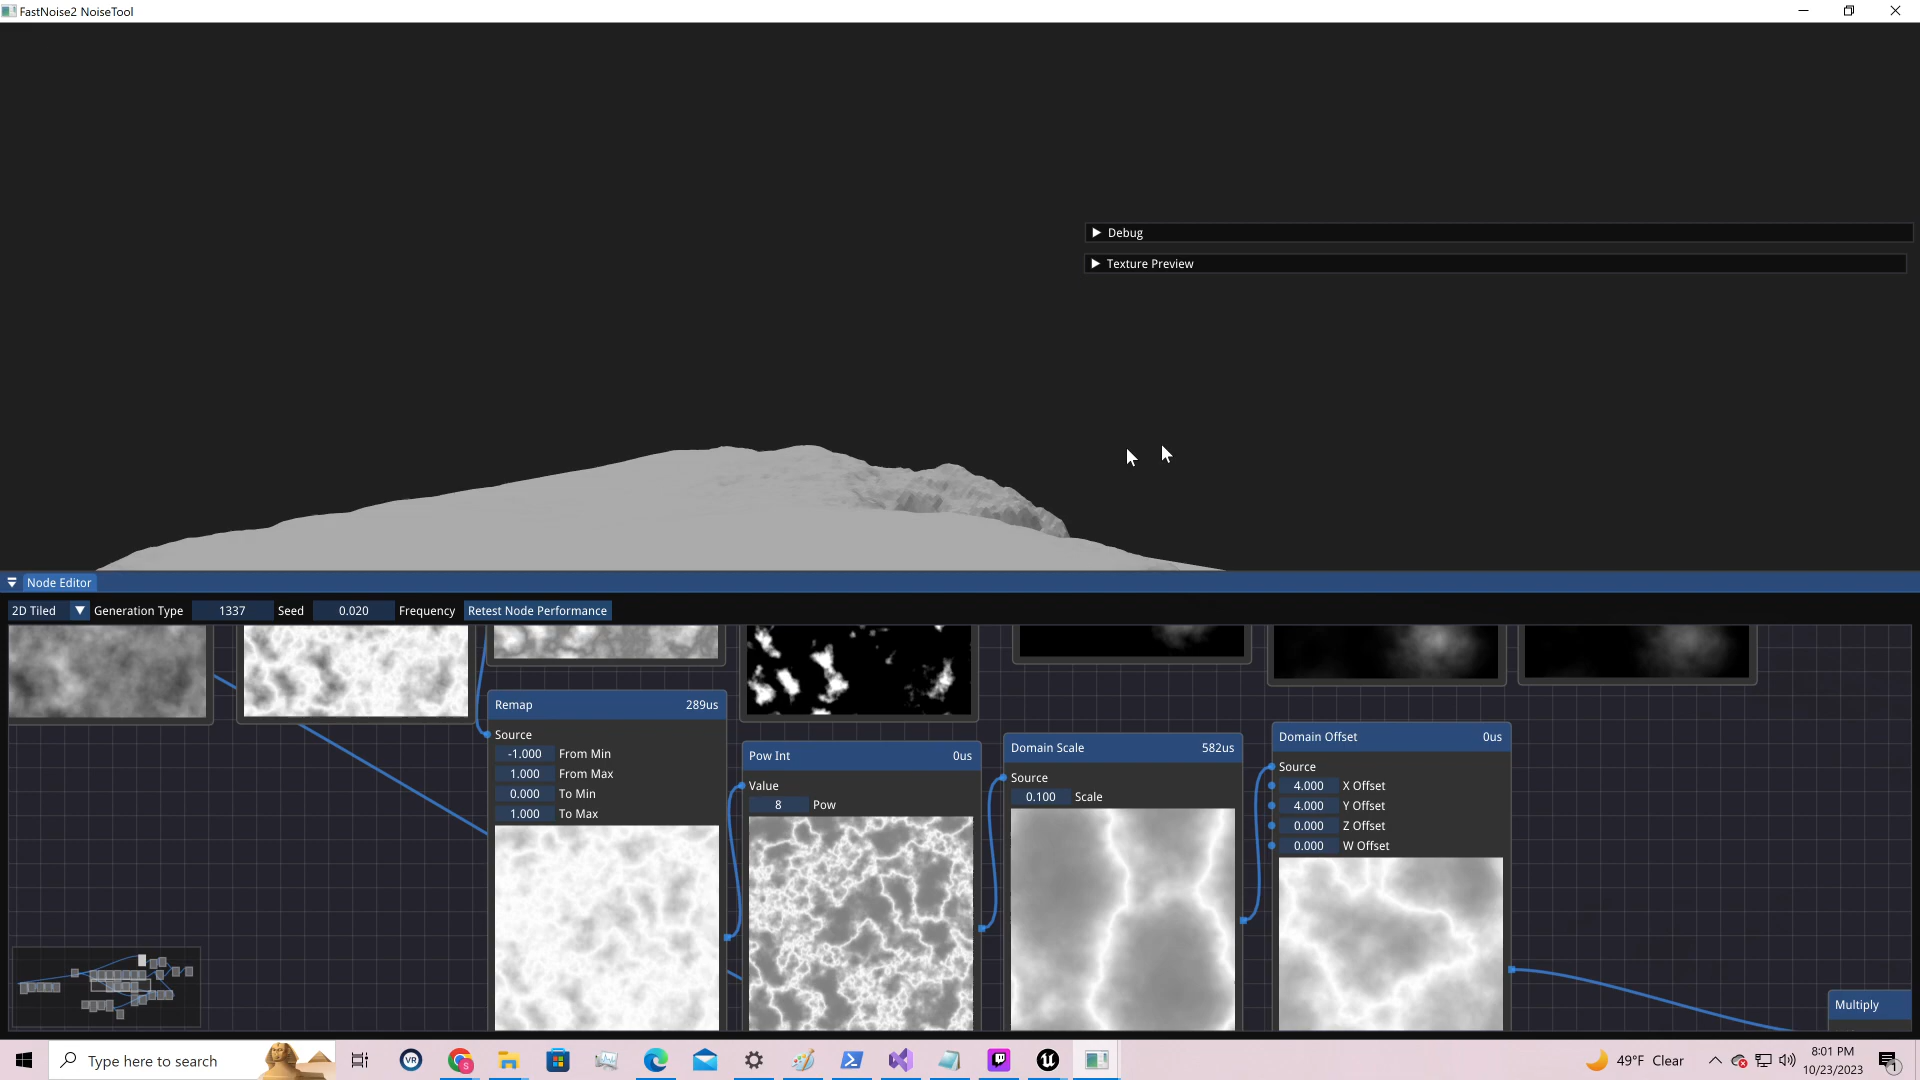 FastNoise2 NoiseTool
Debug
Texture Preview
Node Editor
2D Tiled Generation Type 1337 Seed 0.020 Frequency Retest Node Performance
Remap 289us
Source
-1.000 From Min
1.000 From Max
0.000 To Min
1.000 To Max
Pow Int 0us
Value
8 Pow
Domain Scale 582us
Source
0.100 Scale
Domain Offset 0us
Source
4.000 X Offset
4.000 Y Offset
0.000 Z Offset
0.000 W Offset
Multiply
Type here to search
VR
S
49°F Clear
8:01 PM
10/23/2023
1